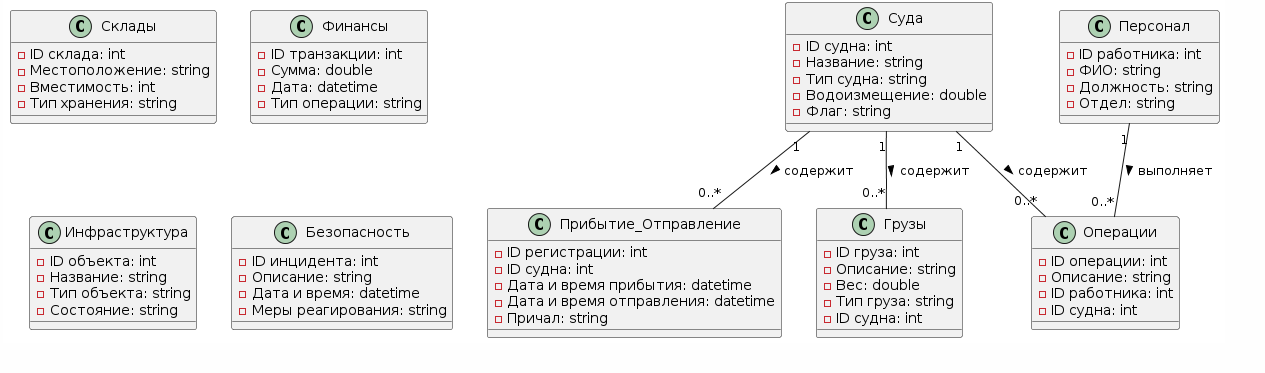 C Склады
ID склада: int
Местоположение: string
Вместимость: int
Тип хранения: string
C Финансы
ID транзакции: int
Сумма: double
Дата: datetime
Тип операции: string
C Суда
ID судна: int
Название: string
Тип судна: string
Водоизмещение: double
Флаг: string
C Персонал
ID работника: int
ФИО: string
Должность: string
Отдел: string
1
1
1
1
содержит
содержит
содержит
выполняет
0..*
0..*
0..*
0..*
C Инфраструктура
ID объекта: int
Название: string
Тип объекта: string
Состояние: string
C Безопасность
ID инцидента: int
Описание: string
Дата и время: datetime
Меры реагирования: string
C Прибытие_Отправление
ID регистрации: int
ID судна: int
Дата и время прибытия: datetime
Дата и время отправления: datetime
Причал: string
C Грузы
ID груза: int
Описание: string
Вес: double
Тип груза: string
ID судна: int
C Операции
ID операции: int
Описание: string
ID работника: int
ID судна: int